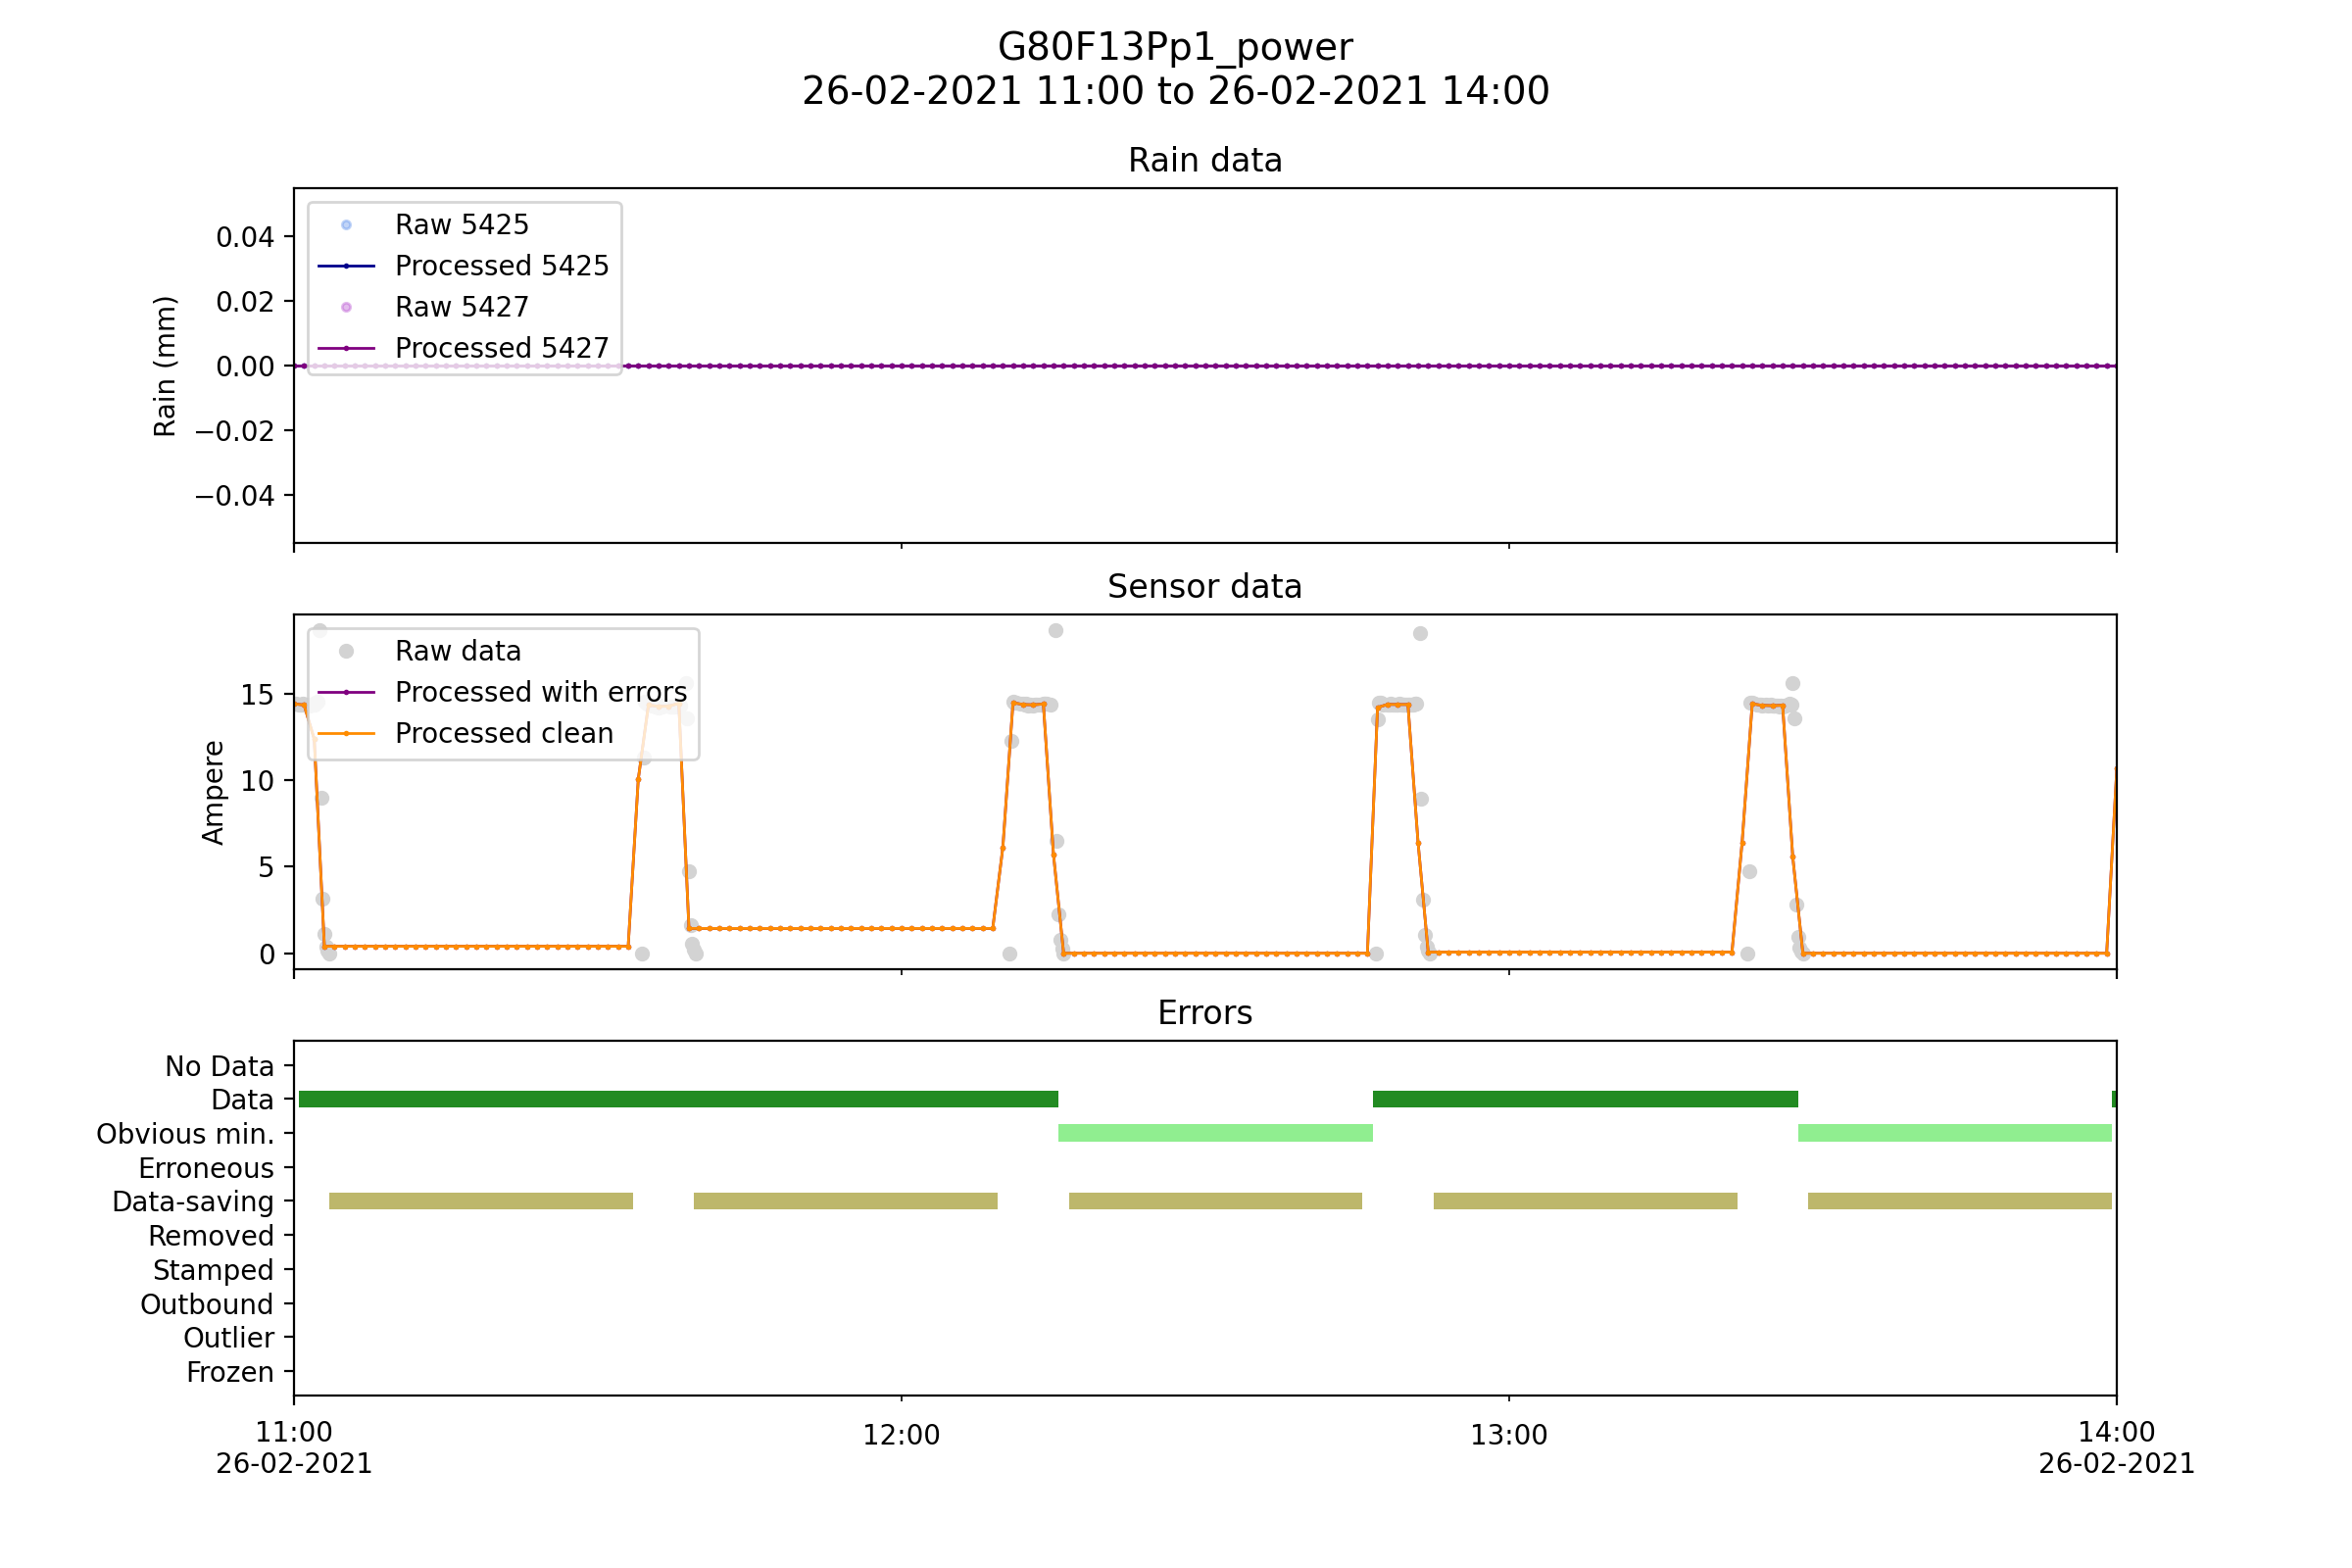 G80F13Pp1_power
26-02-2021 11:00 to 26-02-2021 14:00
Rain data
Rain (mm)
0.04
0.02
0.00
−0.02
−0.04
Raw 5425
Processed 5425
Raw 5427
Processed 5427
Sensor data
Ampere
15
10
5
0
Raw data
Processed with errors
Processed clean
Errors
No Data
Data
Obvious min.
Erroneous
Data-saving
Removed
Stamped
Outbound
Outlier
Frozen
11:00
26-02-2021
12:00
13:00
14:00
26-02-2021